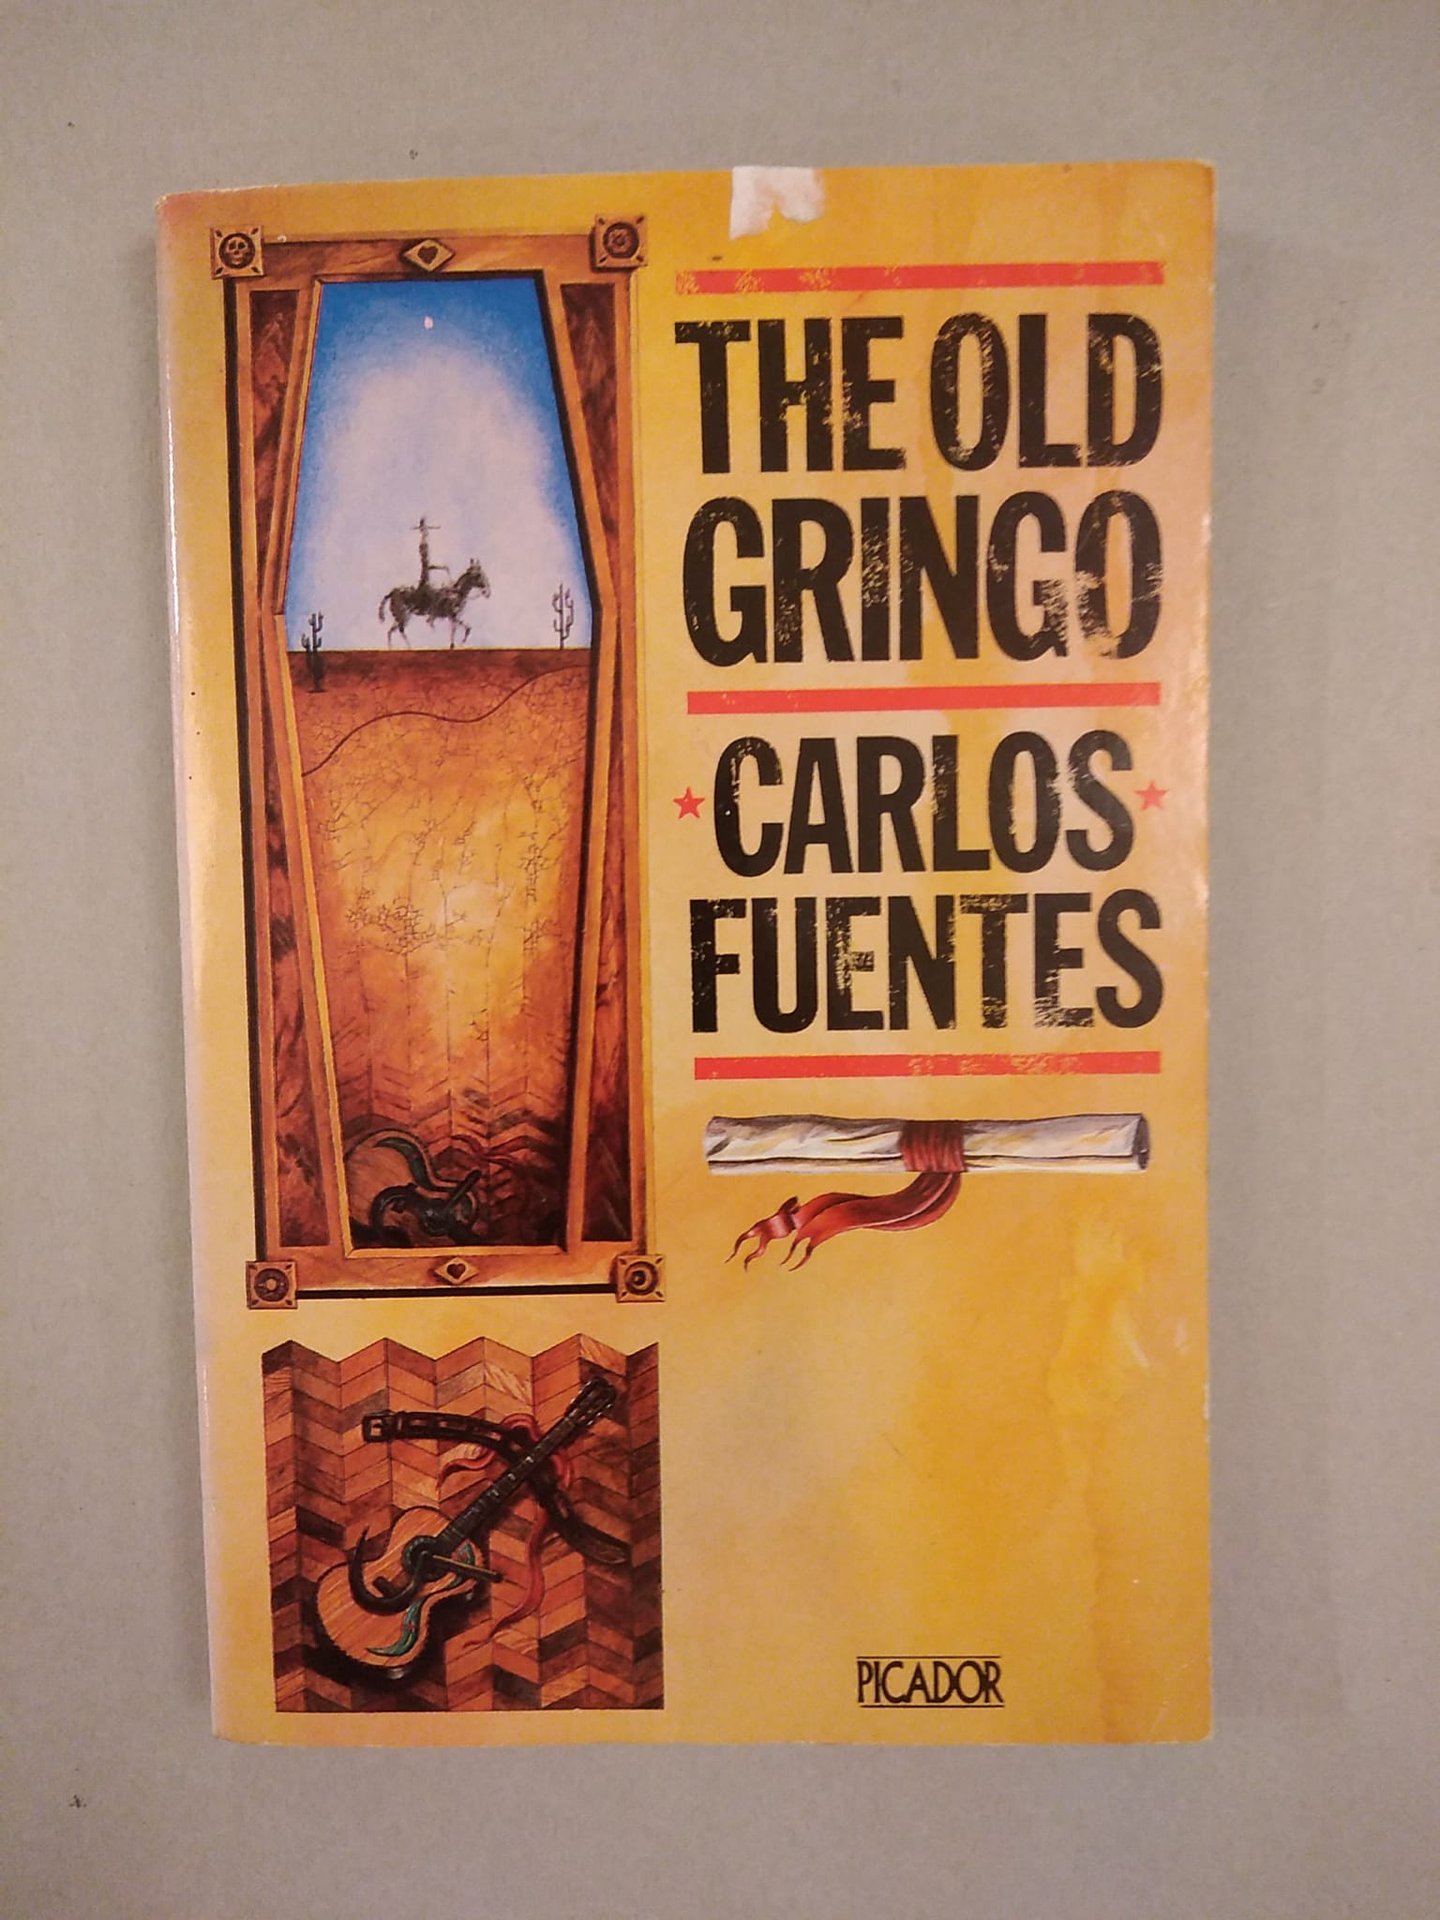 THE OLD
GRINGO
CARLOS
FUENTES
PICADOR